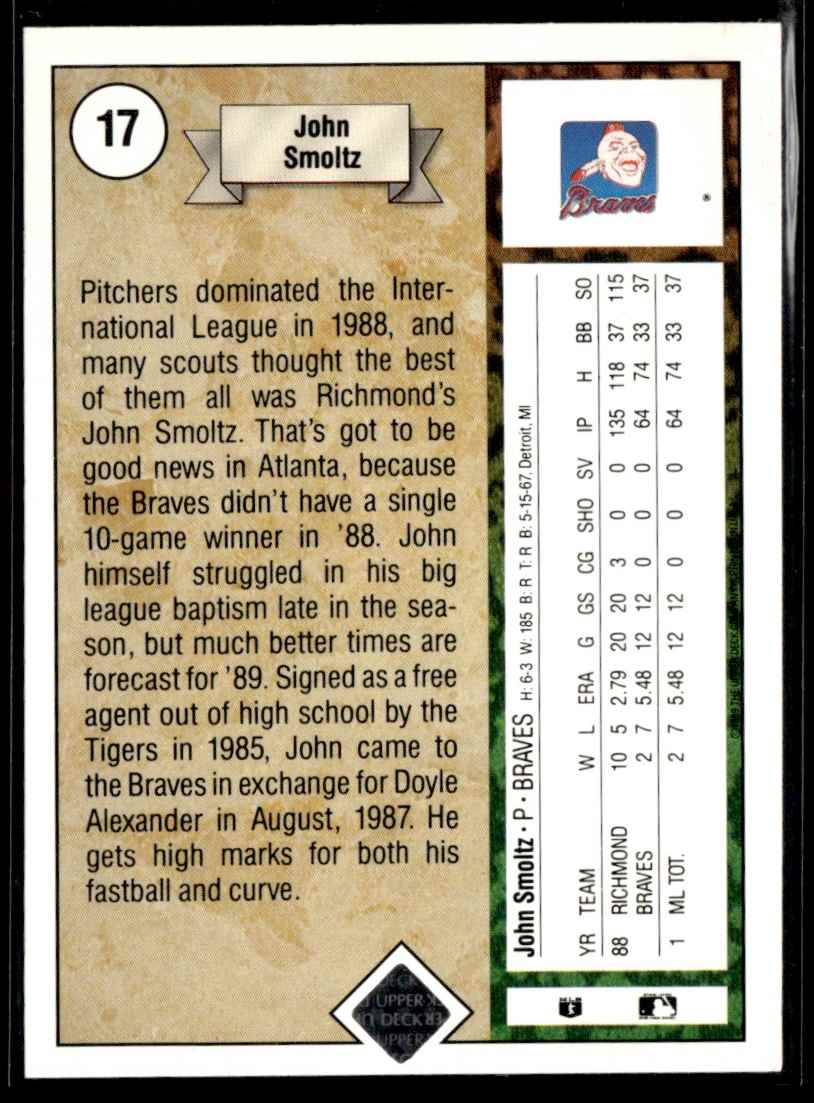 17
John
Smoltz
Pitchers dominated the Inter-
national League in 1988, and
many scouts thought the best
of them all was Richmond's
John Smoltz. That's got to be
good news in Atlanta, because
the Braves didn't have a single
10-game winner in '88. John
himself struggled in his big
league baptism late in the sea-
son, but much better times are
forecast for '89. Signed as a free
agent out of high school by the
Tigers in 1985, John came to
the Braves in exchange for Doyle
Alexander in August, 1987. He
gets high marks for both his
fastball and curve.
Braves
®
John Smoltz • P • BRAVES H: 6-3 W: 185 B: R T: R B: 5-15-67, Detroit, MI
YR TEAM W L ERA G GS CG SHO SV IP H BB SO
88 RICHMOND 10 5 2.79 20 20 3 0 0 135 118 37 115
BRAVES 2 7 5.48 12 12 0 0 0 64 74 33 37
1 ML TOT. 2 7 5.48 12 12 0 0 0 64 74 33 37
UPPER
DECK
UPPER